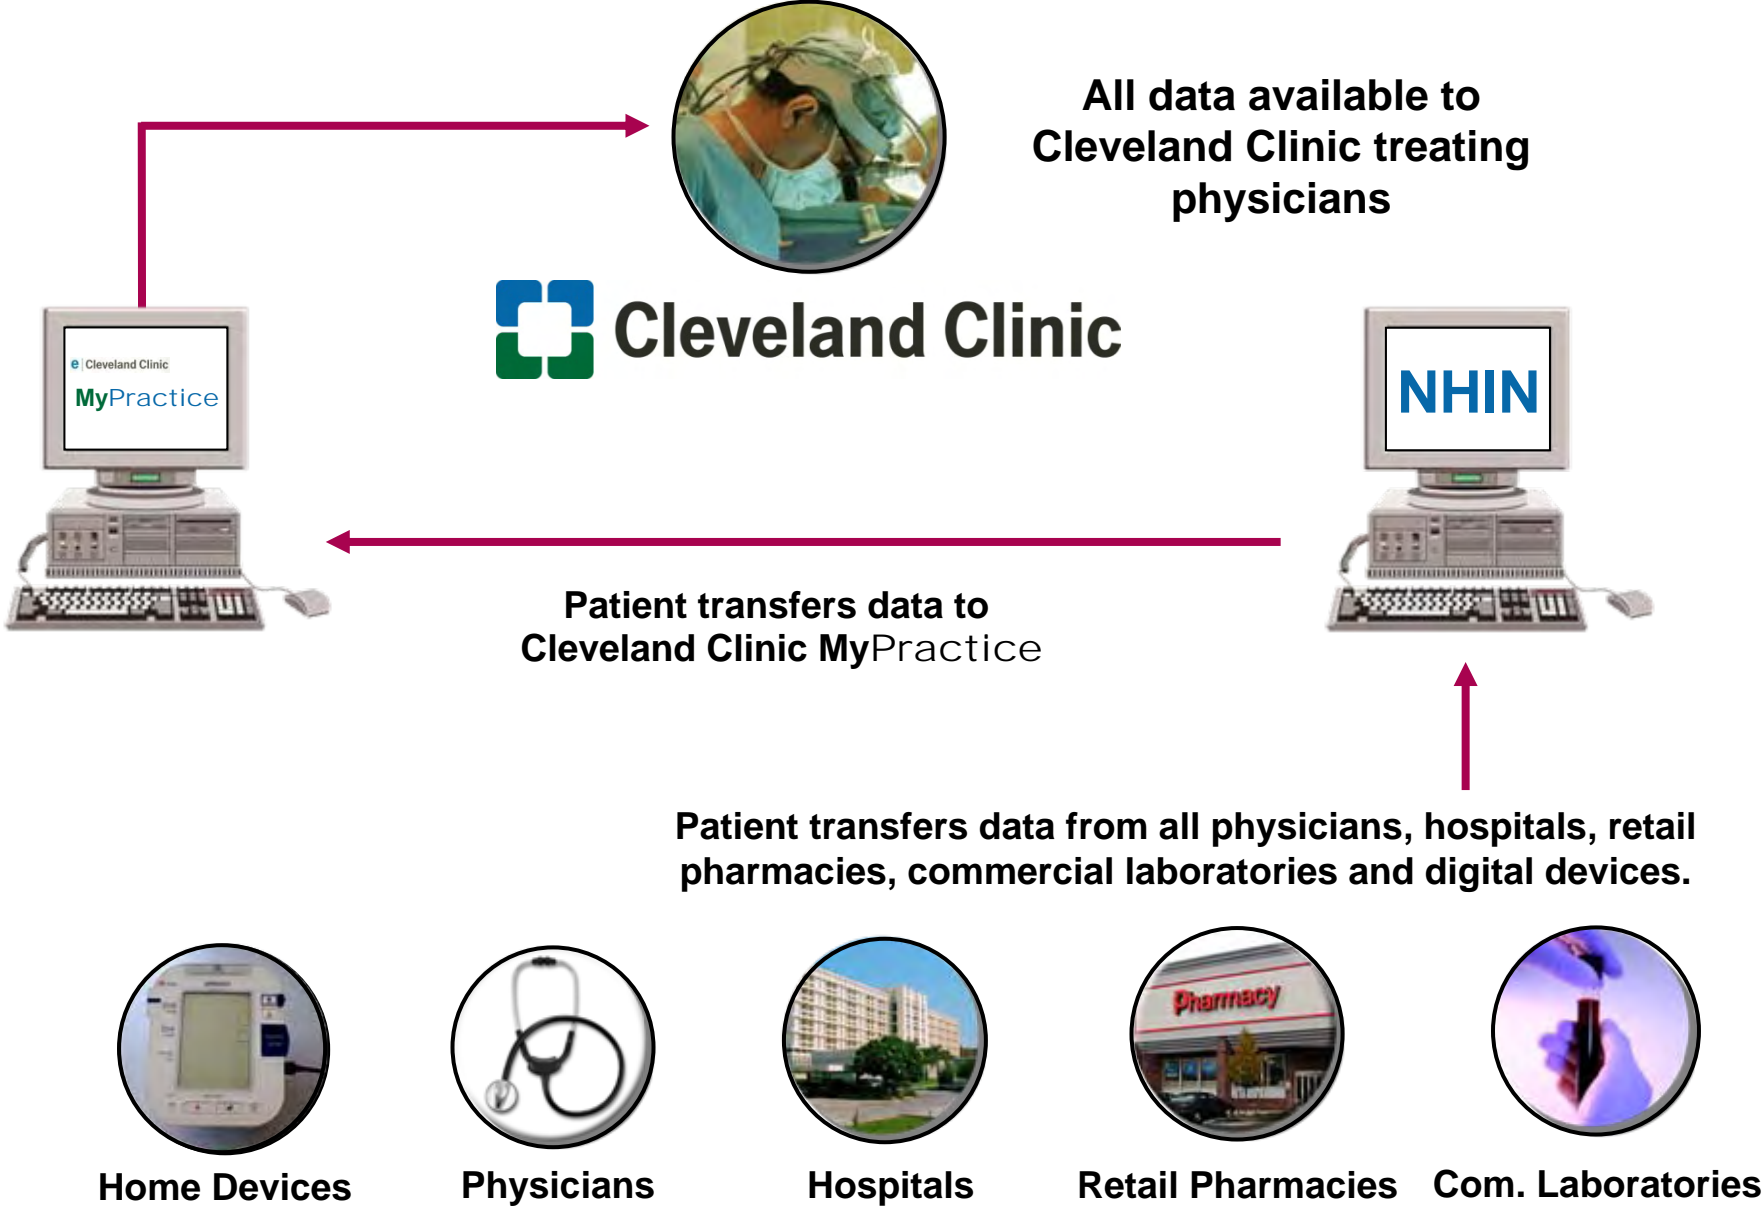 All data available to
Cleveland Clinic treating
physicians
Cleveland Clinic
e | Cleveland Clinic
MyPractice
NHIN
Patient transfers data to
Cleveland Clinic MyPractice
Patient transfers data from all physicians, hospitals, retail
pharmacies, commercial laboratories and digital devices.
Pharmacy
Home Devices
Physicians
Hospitals
Retail Pharmacies
Com. Laboratories